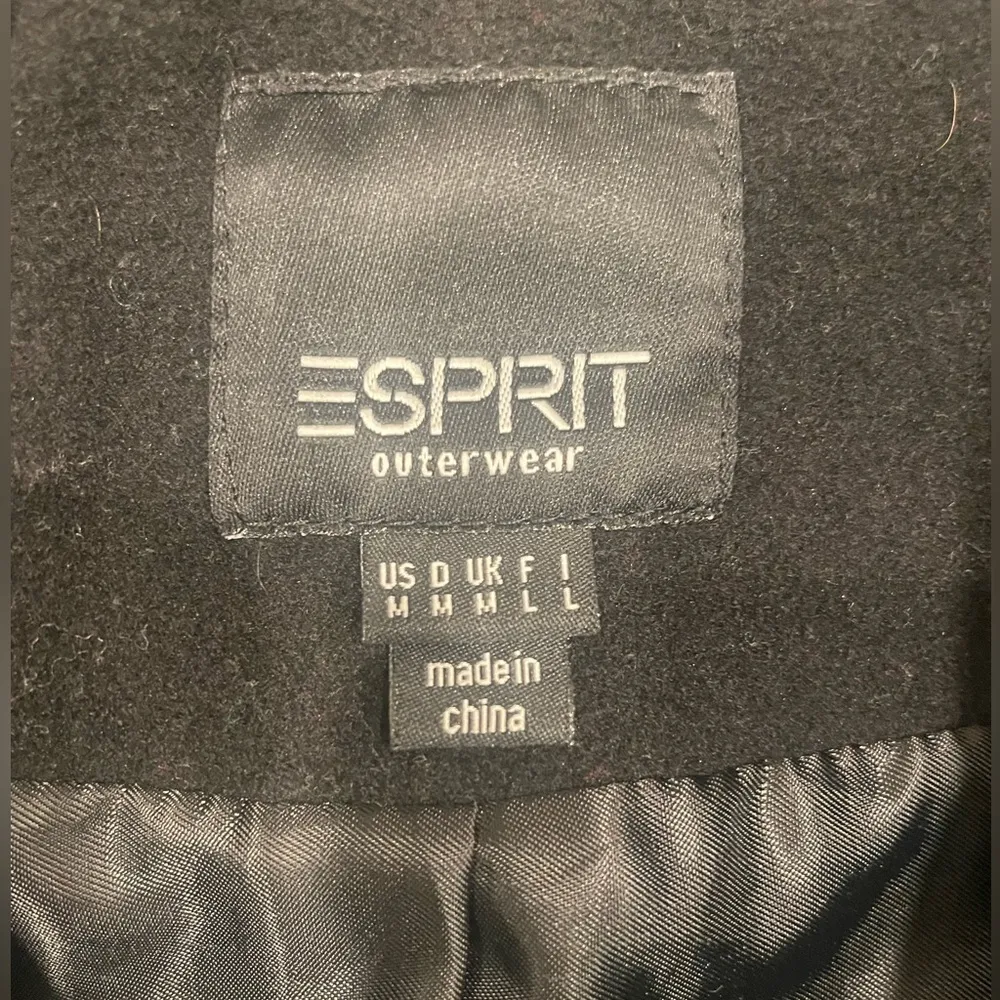 ESPRIT
outerwear
US D UK F I
M M M L L
made in
china